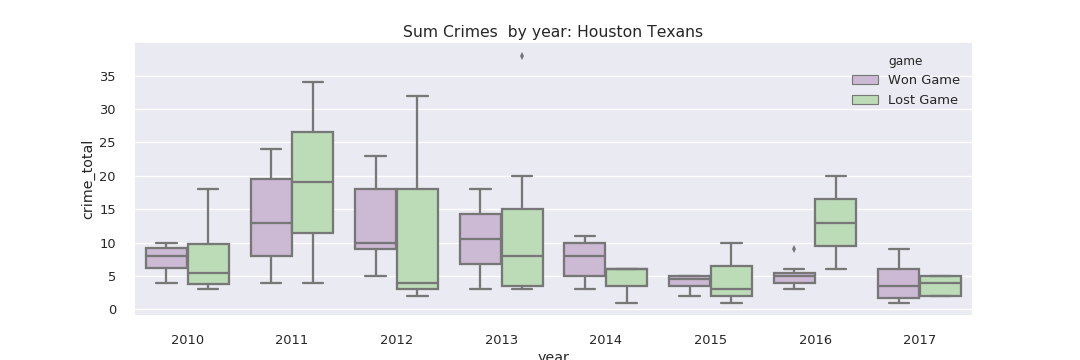 Sum Crimes  by year: Houston Texans
game
Won Game
Lost Game
crime_total
35
30
25
20
15
10
5
0
2010 2011 2012 2013 2014 2015 2016 2017
year